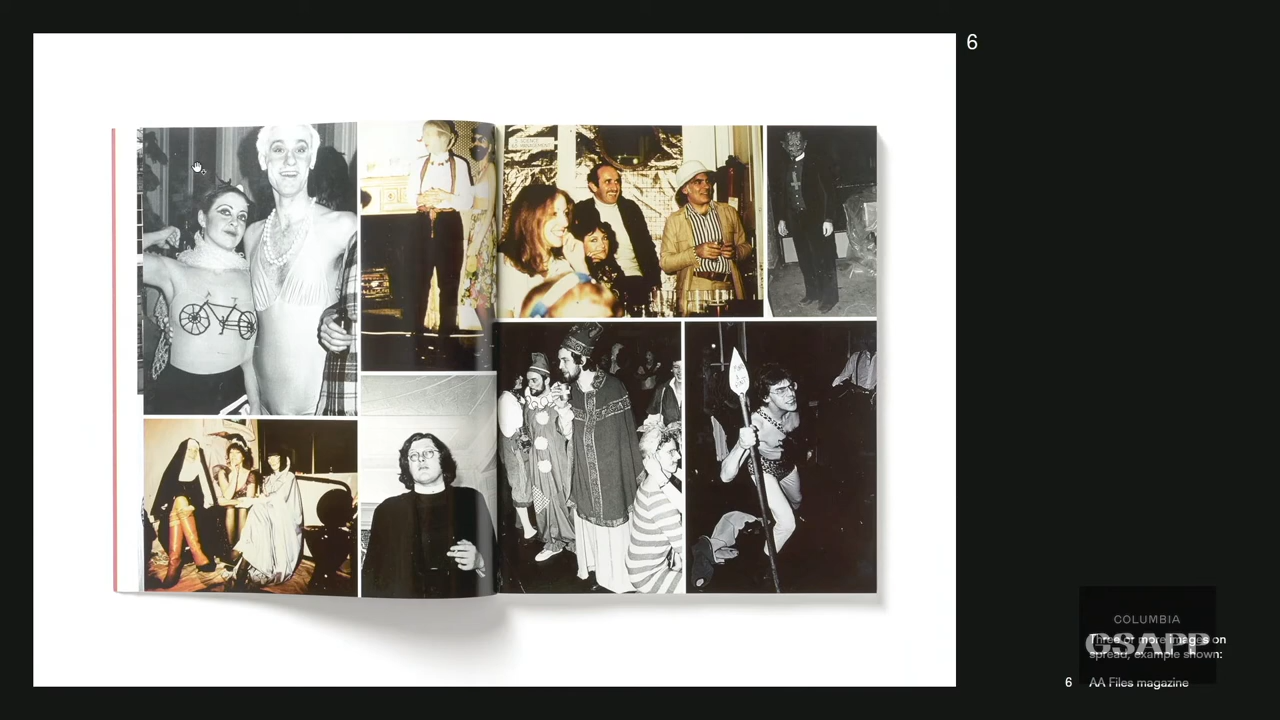 6
COLUMBIA
GSAPP
Three or more images on
spread, example shown:
6 AA Files magazine